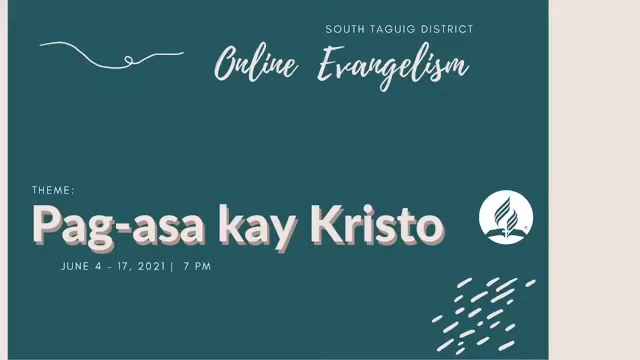 SOUTH TAGUIG DISTRICT
Online Evangelism
THEME:
Pag-asa kay Kristo
JUNE 4 - 17, 2021 | 7 PM